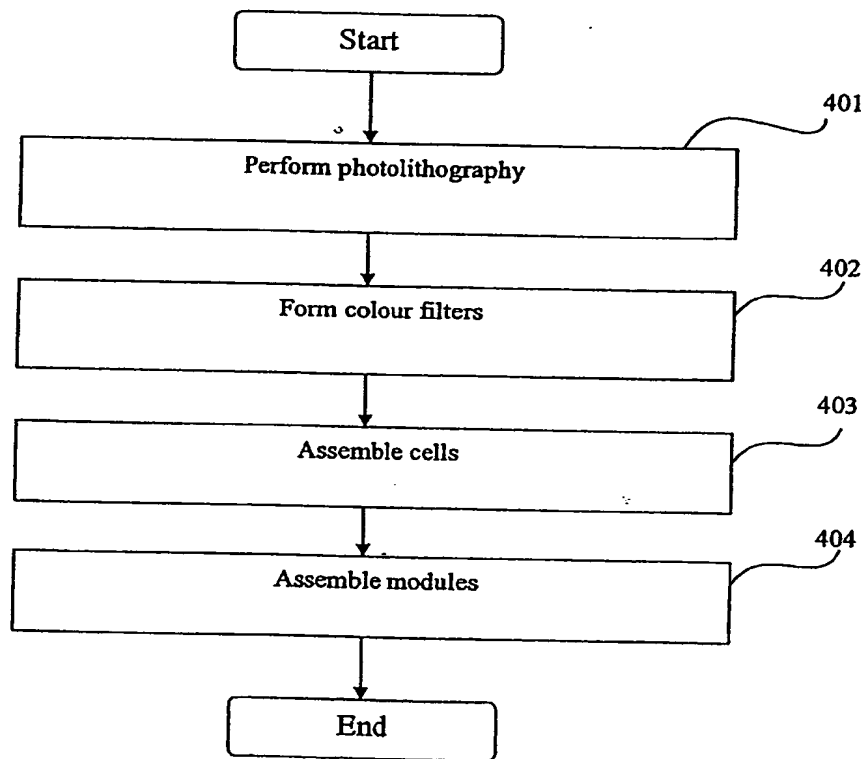 Start
401
Perform photolithography
402
Form colour filters
403
Assemble cells
404
Assemble modules
End